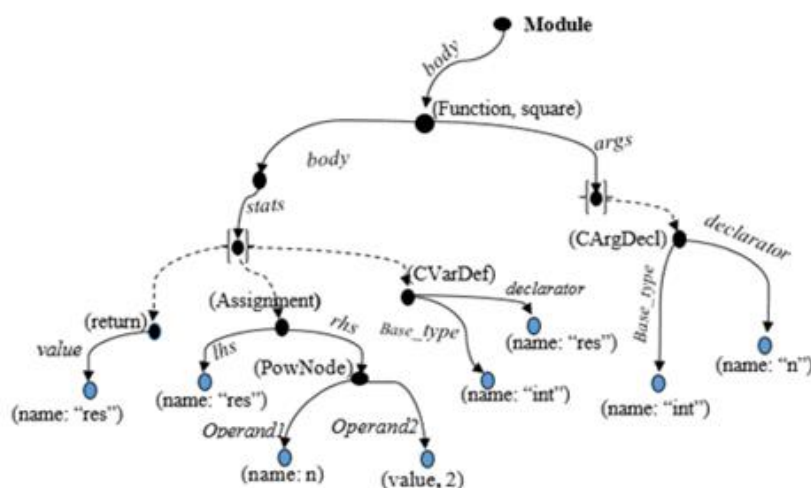 Module
body
(Function, square)
body
args
stats
(CArgDecl)
declarator
(CVarDef)
declarator
Base_type
(Assignment)
(return)
value
lhs
rhs
Base_type
(name: “res”)
(name: “n”)
(PowNode)
(name: “res”)
(name: “res”)
(name: “int”)
(name: “int”)
Operand1
Operand2
(name: n)
(value, 2)